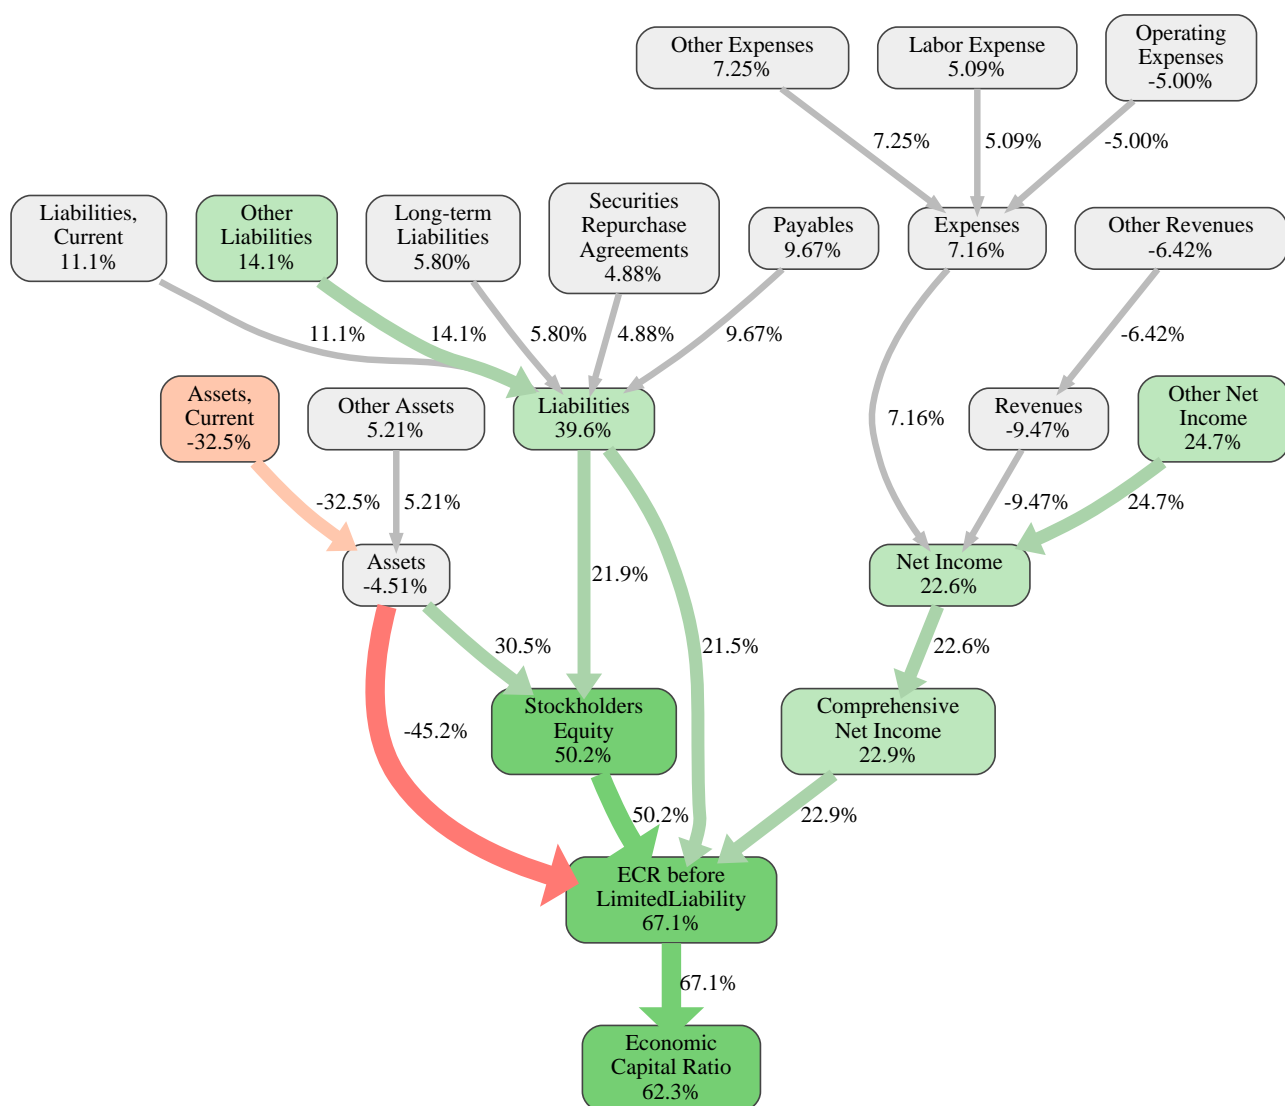 Other Expenses
7.25%
Labor Expense
5.09%
Operating
Expenses
-5.00%
7.25%
5.09%
-5.00%
Liabilities,
Current
11.1%
Other
Liabilities
14.1%
Long-term
Liabilities
5.80%
Securities
Repurchase
Agreements
4.88%
Payables
9.67%
Expenses
7.16%
Other Revenues
-6.42%
11.1%
14.1%
5.80%
4.88%
9.67%
-6.42%
Assets,
Current
-32.5%
Other Assets
5.21%
Liabilities
39.6%
7.16%
Revenues
-9.47%
Other Net
Income
24.7%
-32.5%
5.21%
-9.47%
24.7%
Assets
-4.51%
21.9%
Net Income
22.6%
30.5%
21.5%
22.6%
-45.2%
Stockholders
Equity
50.2%
Comprehensive
Net Income
22.9%
50.2%
22.9%
ECR before
LimitedLiability
67.1%
67.1%
Economic
Capital Ratio
62.3%